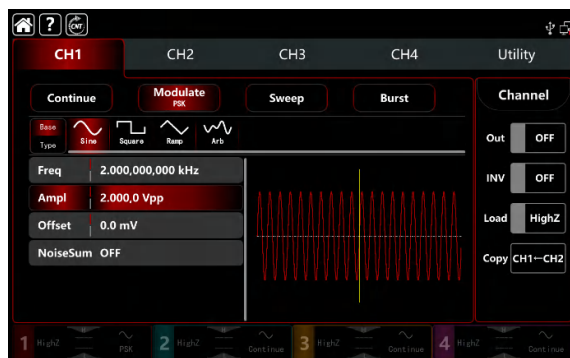 ?
CNT
CH1 CH2 CH3 CH4 Utility
Continue Modulate Sweep Burst Channel
PSK
Base
Type
Sine Square Ramp Arb
Out OFF
Freq 2.000,000,000 kHz
INV OFF
Ampl 2.000,0 Vpp
Offset 0.0 mV
Load HighZ
NoiseSum OFF
Copy CH1←CH2
1 HighZ PSK 2 HighZ Continue 3 HighZ Continue 4 HighZ Continue